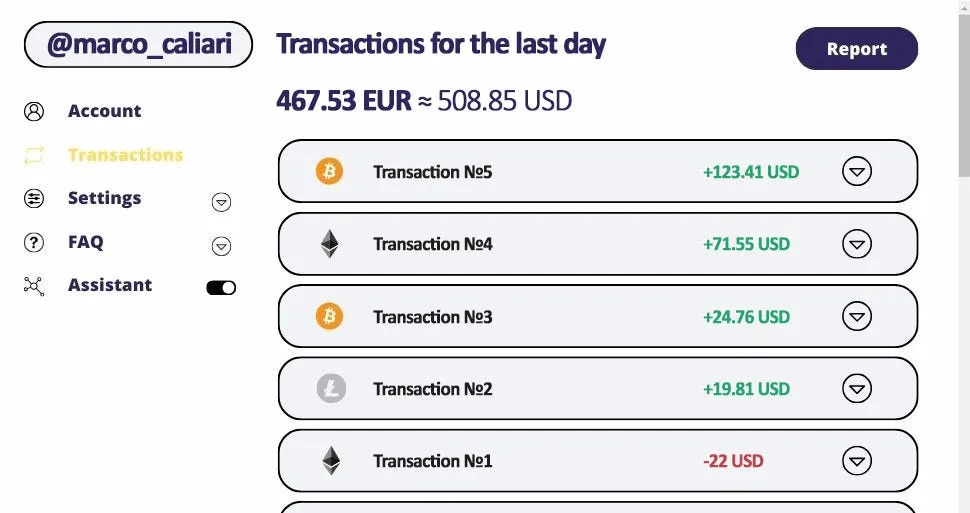 @marco_caliari
Transactions for the last day
Report
467.53 EUR ≈ 508.85 USD
Account
Transactions
Settings
FAQ
Assistant
Transaction №5 +123.41 USD
Transaction №4 +71.55 USD
Transaction №3 +24.76 USD
Transaction №2 +19.81 USD
Transaction №1 -22 USD